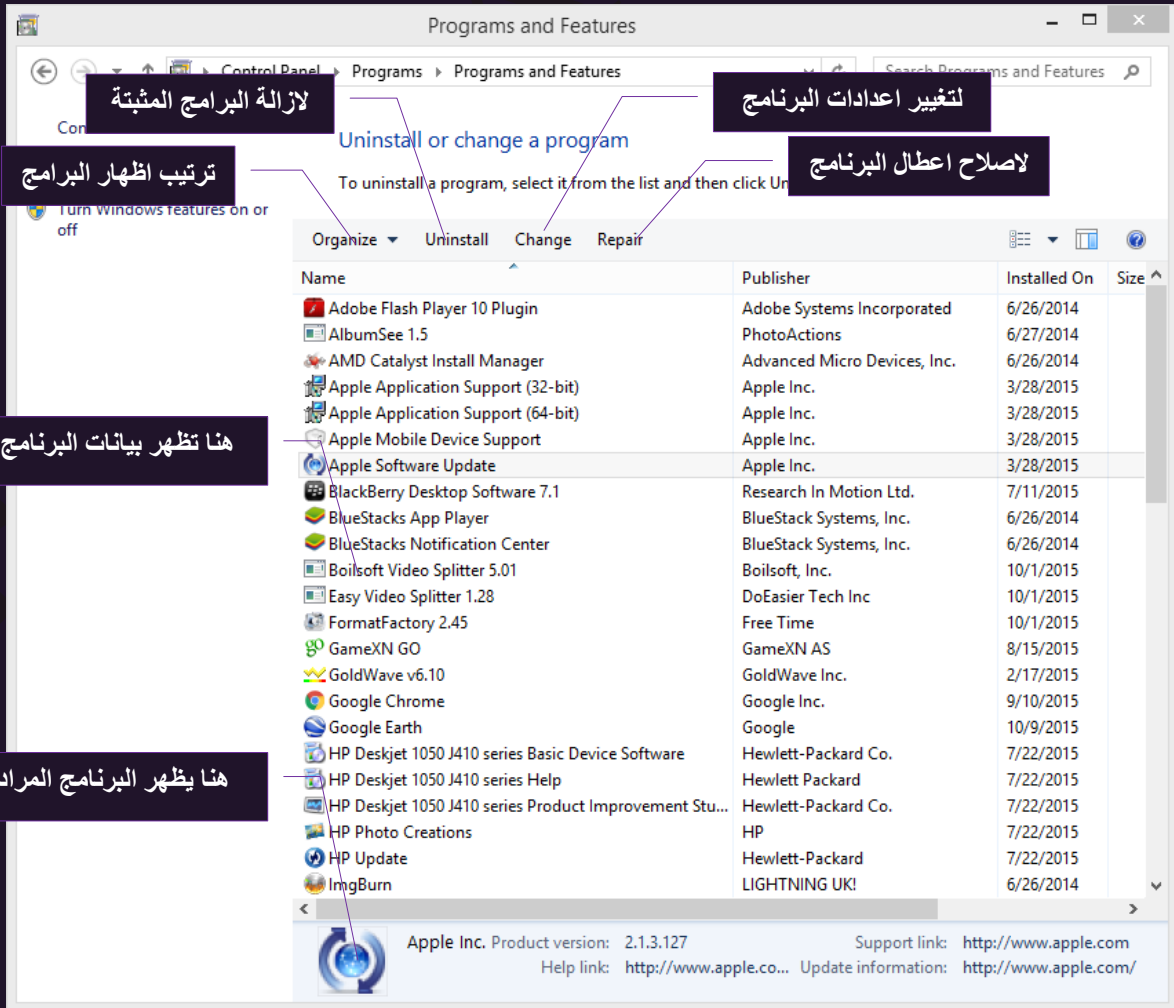 Programs and Features
Control Panel ▸ Programs ▸ Programs and Features
Search Programs and Features
لازالة البرامج المثبتة
لتغيير اعدادات البرنامج
Uninstall or change a program
لاصلاح اعطال البرنامج
ترتيب اظهار البرامج
To uninstall a program, select it from the list and then click
Turn Windows features on or
off
Organize Uninstall Change Repair
Name Publisher Installed On Size
Adobe Flash Player 10 Plugin Adobe Systems Incorporated 6/26/2014
AlbumSee 1.5 PhotoActions 6/27/2014
AMD Catalyst Install Manager Advanced Micro Devices, Inc. 6/26/2014
Apple Application Support (32-bit) Apple Inc. 3/28/2015
Apple Application Support (64-bit) Apple Inc. 3/28/2015
هنا تظهر بيانات البرنامج
Apple Mobile Device Support Apple Inc. 3/28/2015
Apple Software Update Apple Inc. 3/28/2015
BlackBerry Desktop Software 7.1 Research In Motion Ltd. 7/11/2015
BlueStacks App Player BlueStack Systems, Inc. 6/26/2014
BlueStacks Notification Center BlueStack Systems, Inc. 6/26/2014
Boilsoft Video Splitter 5.01 Boilsoft, Inc. 10/1/2015
Easy Video Splitter 1.28 DoEasier Tech Inc 10/1/2015
FormatFactory 2.45 Free Time 10/1/2015
GameXN GO GameXN AS 8/15/2015
GoldWave v6.10 GoldWave Inc. 2/17/2015
Google Chrome Google Inc. 9/10/2015
Google Earth Google 10/9/2015
HP Deskjet 1050 J410 series Basic Device Software Hewlett-Packard Co. 7/22/2015
هنا يظهر البرنامج المراد
HP Deskjet 1050 J410 series Help Hewlett Packard 7/22/2015
HP Deskjet 1050 J410 series Product Improvement Stu... Hewlett-Packard Co. 7/22/2015
HP Photo Creations HP 7/22/2015
HP Update Hewlett-Packard 7/22/2015
ImgBurn LIGHTNING UK! 6/26/2014
Apple Inc. Product version: 2.1.3.127 Support link: http://www.apple.com
Help link: http://www.apple.co... Update information: http://www.apple.com/